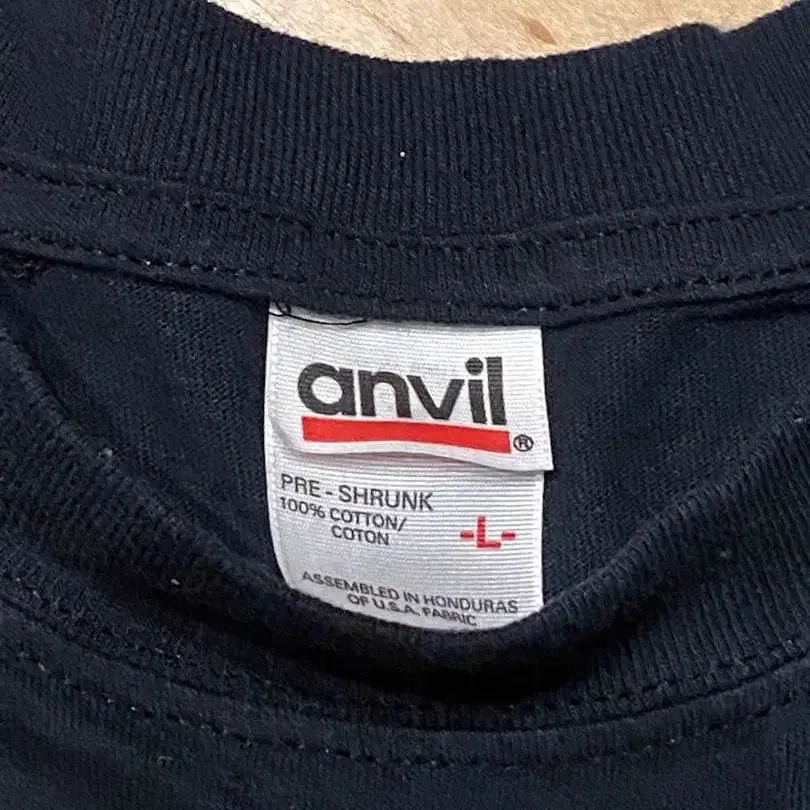 anvil®
PRE-SHRUNK
100% COTTON/
COTON
-L-
ASSEMBLED IN HONDURAS
OF U.S.A. FABRIC